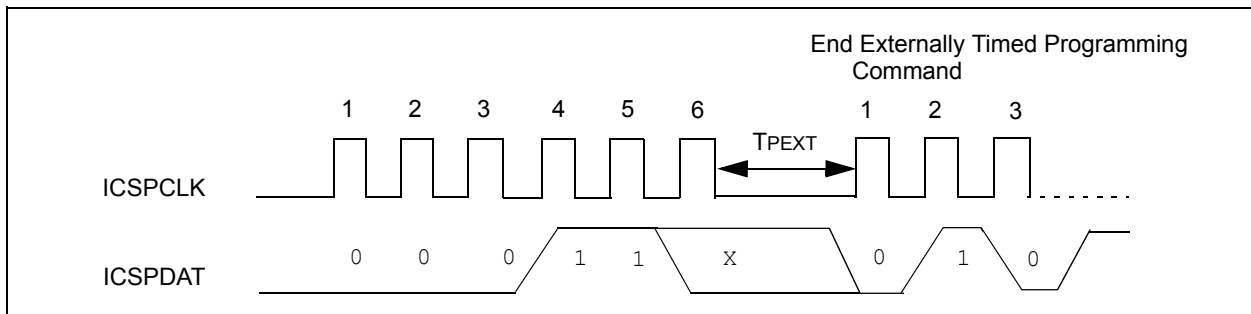 End Externally Timed Programming
Command
1 2 3 4 5 6 1 2 3
TPEXT
ICSPCLK
0 0 0 1 1 X 0 1 0
ICSPDAT